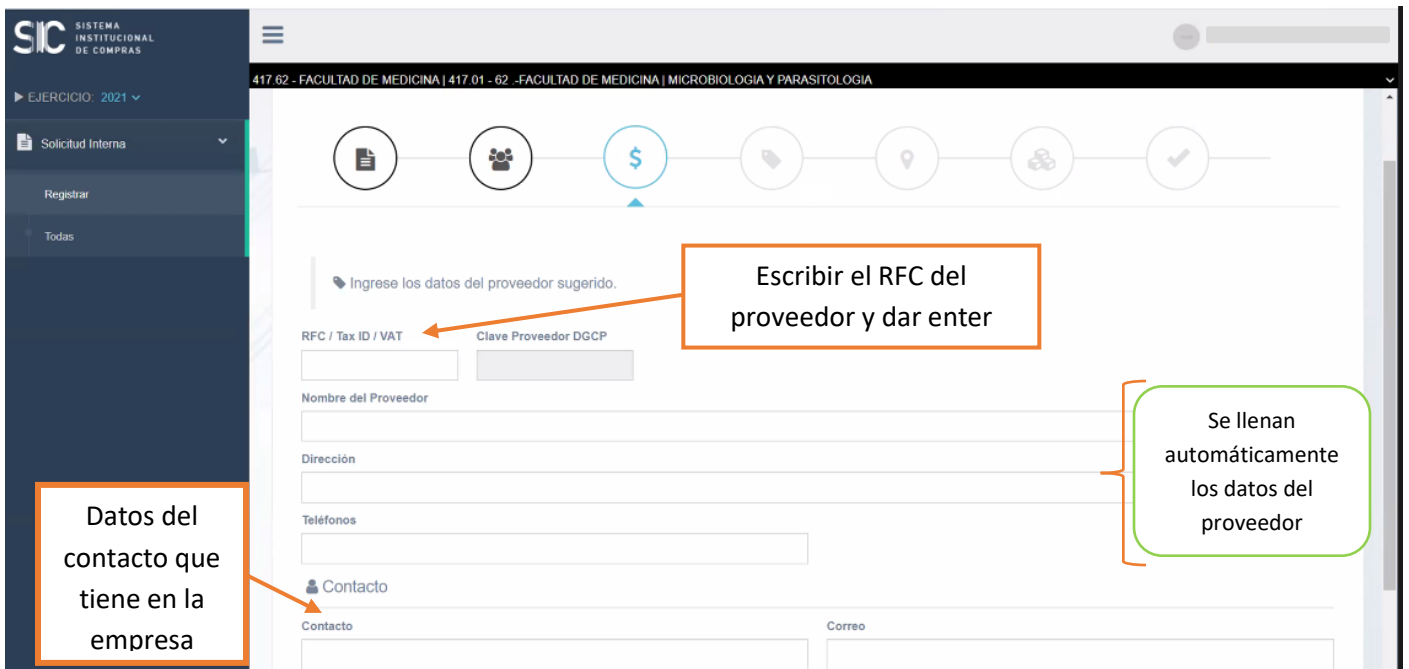 SIC SISTEMA
INSTITUCIONAL
DE COMPRAS
417.62 - FACULTAD DE MEDICINA | 417.01 - 62 .-FACULTAD DE MEDICINA | MICROBIOLOGIA Y PARASITOLOGIA
EJERCICIO: 2021
Solicitud Interna
Registrar
Todas
$
Ingrese los datos del proveedor sugerido.
Escribir el RFC del
proveedor y dar enter
RFC / Tax ID / VAT
Clave Proveedor DGCP
Nombre del Proveedor
Dirección
Teléfonos
Se llenan
automáticamente
los datos del
proveedor
Datos del
contacto que
tiene en la
empresa
Contacto
Contacto
Correo